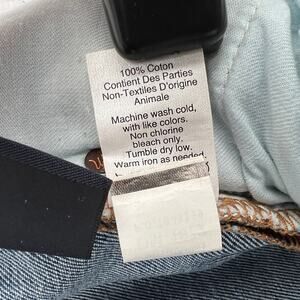 100% Coton
Contient Des Parties
Non-Textiles D'origine
Animale
Machine wash cold,
with like colors.
Non chlorine
bleach only.
Tumble dry low.
Warm iron as needed.